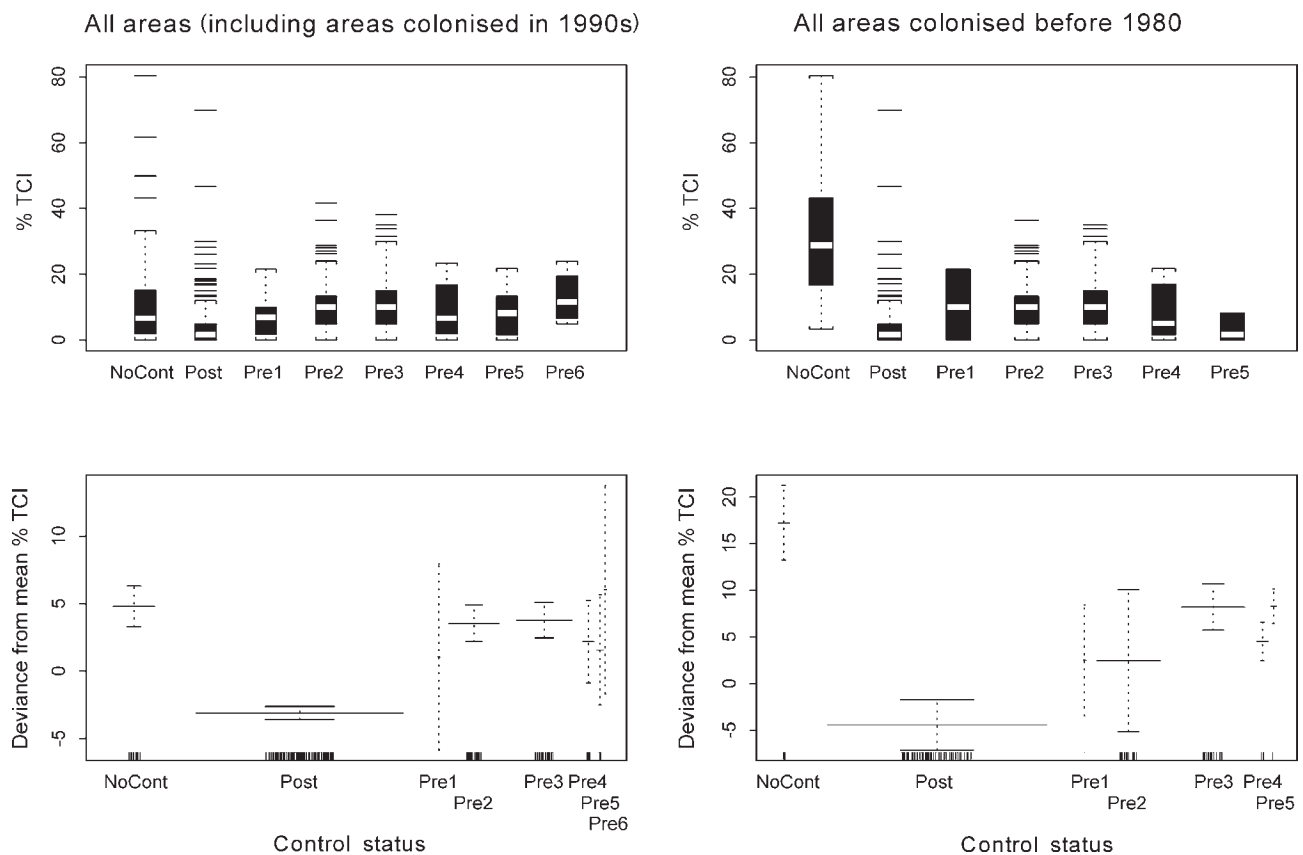 All areas (including areas colonised in 1990s)
All areas colonised before 1980
% TCI
80
60
40
20
0
NoCont Post Pre1 Pre2 Pre3 Pre4 Pre5 Pre6
% TCI
80
60
40
20
0
NoCont Post Pre1 Pre2 Pre3 Pre4 Pre5
Deviance from mean % TCI
10
5
0
-5
NoCont Post Pre1 Pre2 Pre3 Pre4 Pre5 Pre6
Control status
Deviance from mean % TCI
20
15
10
5
0
-5
NoCont Post Pre1 Pre2 Pre3 Pre4 Pre5
Control status